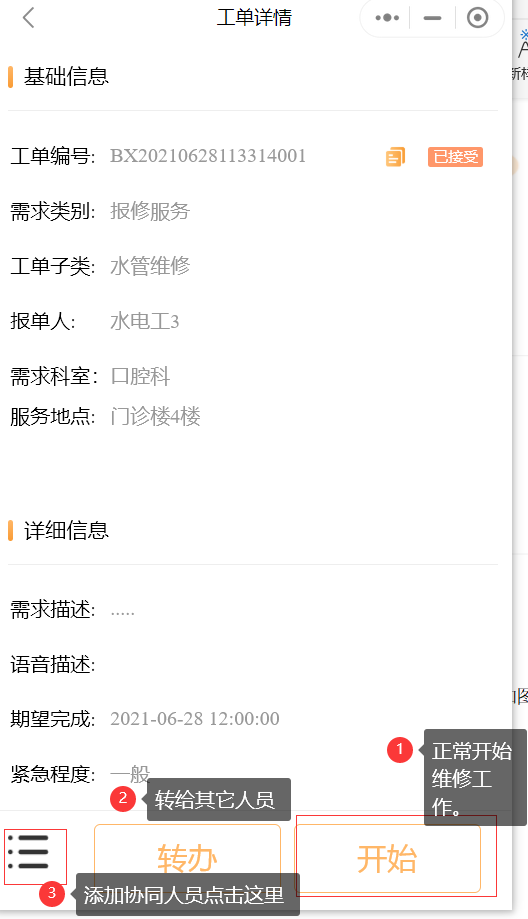 工单详情
基础信息
工单编号: BX20210628113314001 已接受
需求类别: 报修服务
工单子类: 水管维修
报单人: 水电工3
需求科室: 口腔科
服务地点: 门诊楼4楼
详细信息
需求描述: .....
语音描述:
期望完成: 2021-06-28 12:00:00
紧急程度: 一般
1 正常开始
维修工
作。
2 转给其它人员
转办 开始
3 添加协同人员点击这里